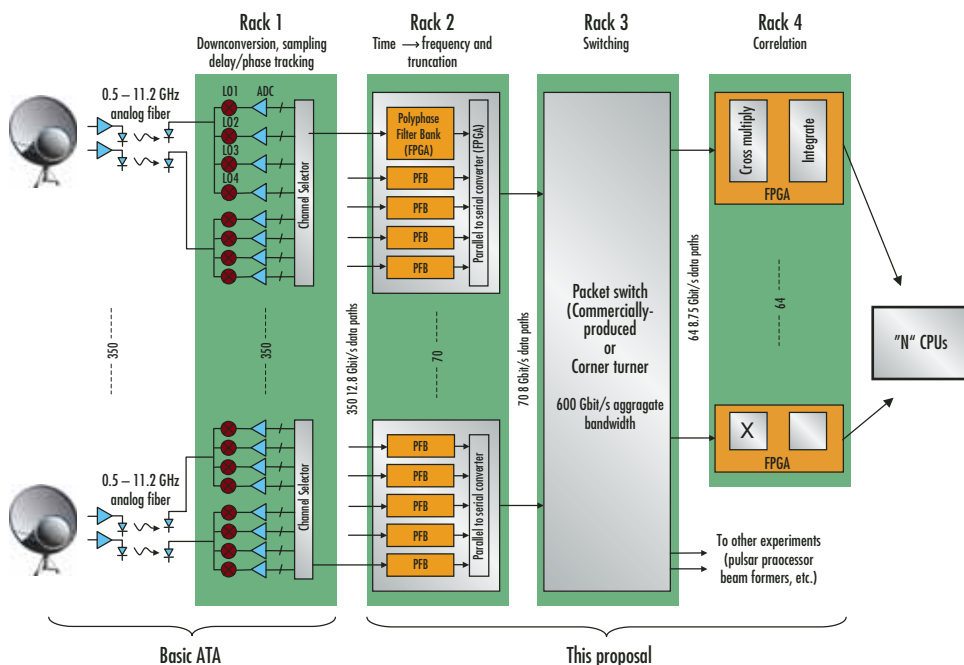 Rack 1
Downconversion, sampling
delay/phase tracking
Rack 2
Time → frequency and
truncation
Rack 3
Switching
Rack 4
Correlation
0.5 – 11.2 GHz
analog fiber
LO1
ADC
LO2
LO3
LO4
Channel Selector
350
350
350 12.8 Gbit/s data paths
Polyphase
Filter Bank
(FPGA)
PFB
PFB
PFB
PFB
Parallel to serial converter (FPGA)
70
70 8 Gbit/s data paths
Packet switch
(Commercially-
produced
or
Corner turner
600 Gbit/s aggragate
bandwidth
64 8.75 Gbit/s data paths
Cross multiply
Integrate
FPGA
64
"N" CPUs
0.5 – 11.2 GHz
analog fiber
Channel Selector
PFB
PFB
PFB
PFB
PFB
Parallel to serial converter
X
FPGA
To other experiments
(pulsar praocessor
beam formers, etc.)
Basic ATA
This proposal